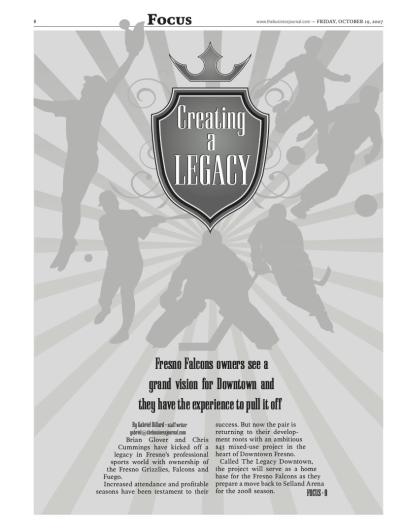 8
Focus
www.thebusinessjournal.com — FRIDAY, OCTOBER 19, 2007
Creating
a
LEGACY
Fresno Falcons owners see a
grand vision for Downtown and
they have the experience to pull it off
By Gabriel Dillard - staff writer
Brian Glover and Chris
Cummings have kicked off a
legacy in Fresno's professional
sports world with ownership of
the Fresno Grizzlies, Falcons and
Fuego.
Increased attendance and profitable
seasons have been testament to their
success. But now the pair is
returning to their develop-
ment roots with an ambitious
$45 mixed-use project in the
heart of Downtown Fresno.
Called The Legacy Downtown,
the project will serve as a home
base for the Fresno Falcons as they
prepare a move back to Selland Arena
for the 2008 season.
FOCUS - 9